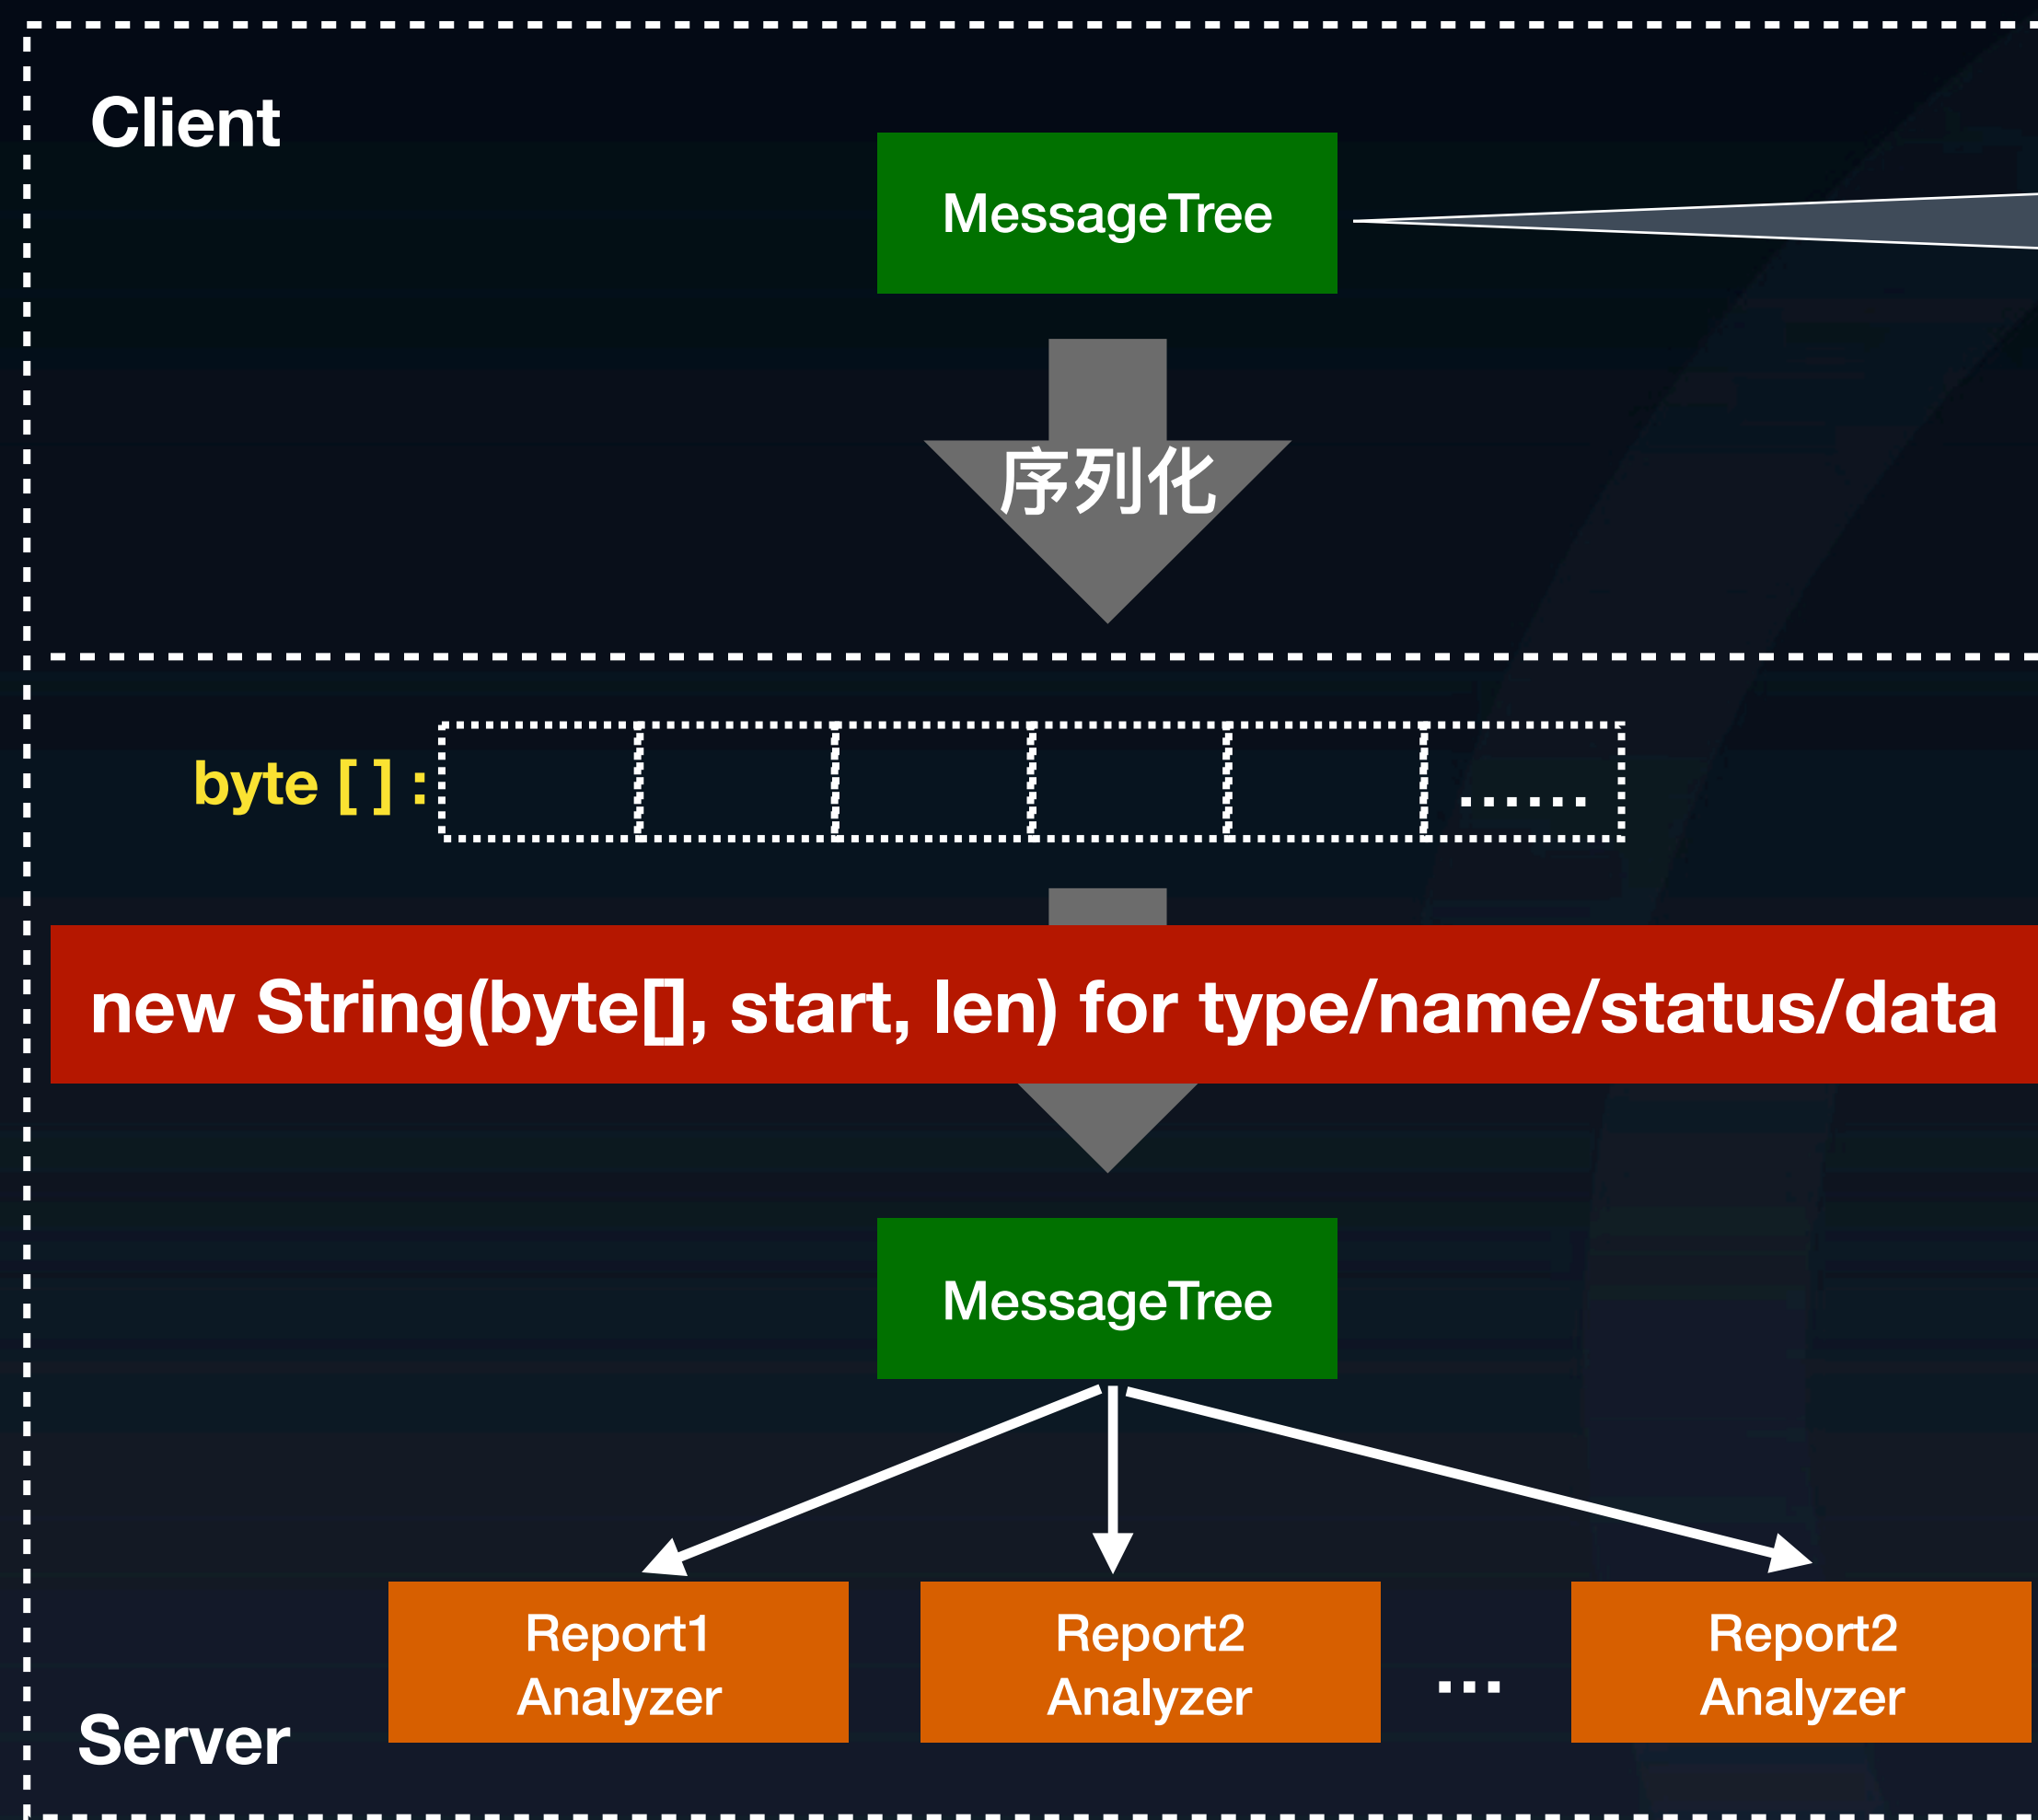 Client
MessageTree
序列化
byte [ ] :
......
new String(byte[], start, len) for type/name/status/data
MessageTree
Report1
Analyzer
Report2
Analyzer
...
Report2
Analyzer
Server